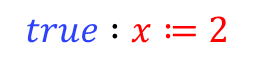 true : x := 2